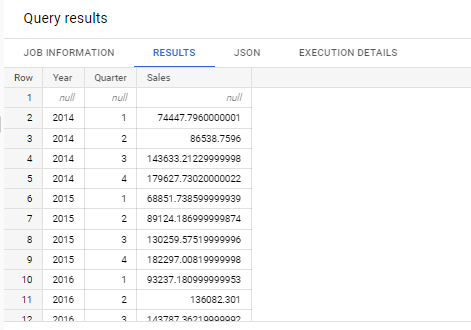 Query results
JOB INFORMATION RESULTS JSON EXECUTION DETAILS
Row Year Quarter Sales
1 null null null
2 2014 1 74447.7960000001
3 2014 2 86538.7596
4 2014 3 143633.21229999998
5 2014 4 179627.73020000022
6 2015 1 68851.738599999939
7 2015 2 89124.186999999874
8 2015 3 130259.57519999996
9 2015 4 182297.00819999998
10 2016 1 93237.180999999953
11 2016 2 136082.301
12 2016 3 143787.36219999992